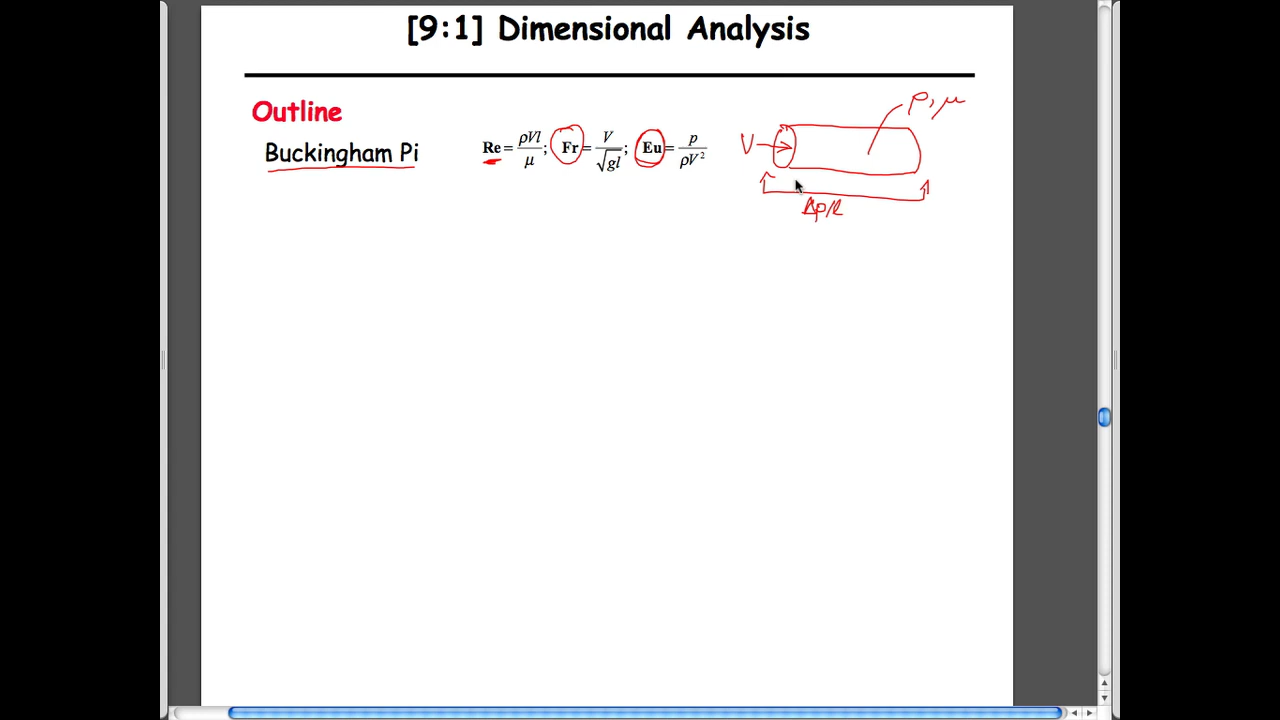 [9:1] Dimensional Analysis
Outline
Buckingham Pi
Re = ρVl/μ; Fr = V/√gl; Eu = p/ρV²
ρ, μ
V
Δp/l